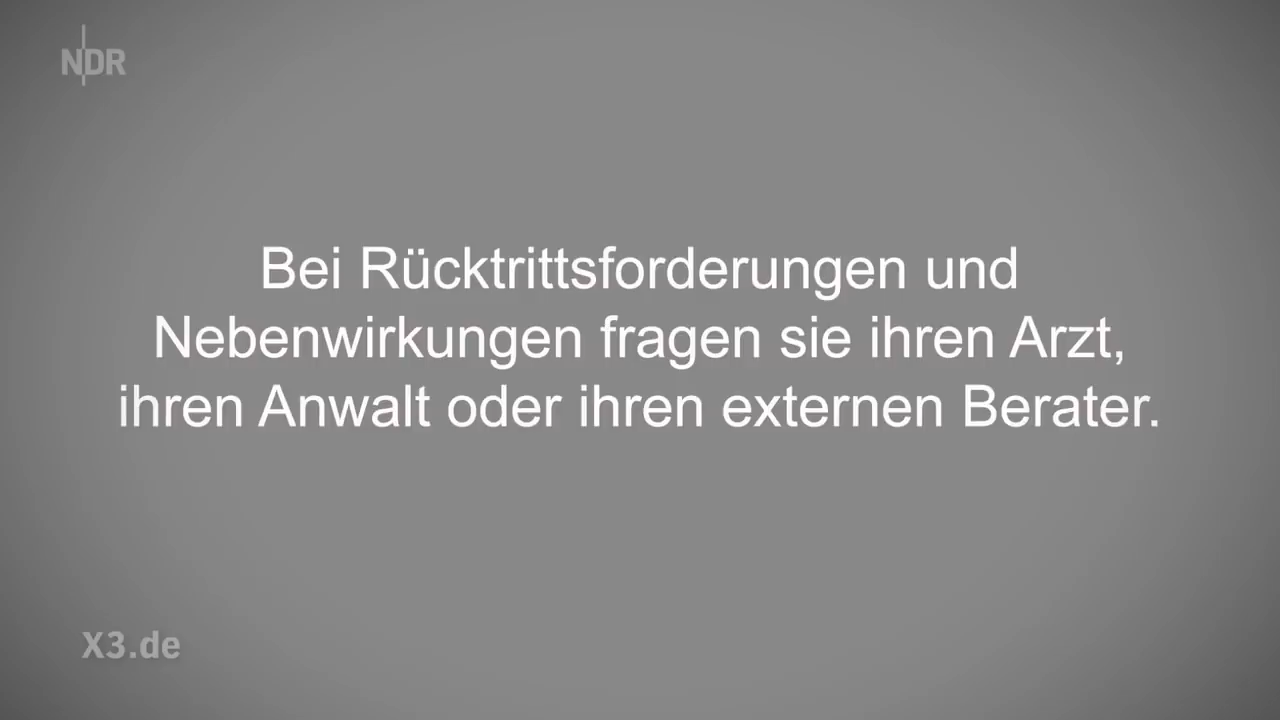 NDR
Bei Rücktrittsforderungen und
Nebenwirkungen fragen sie ihren Arzt,
ihren Anwalt oder ihren externen Berater.
X3.de